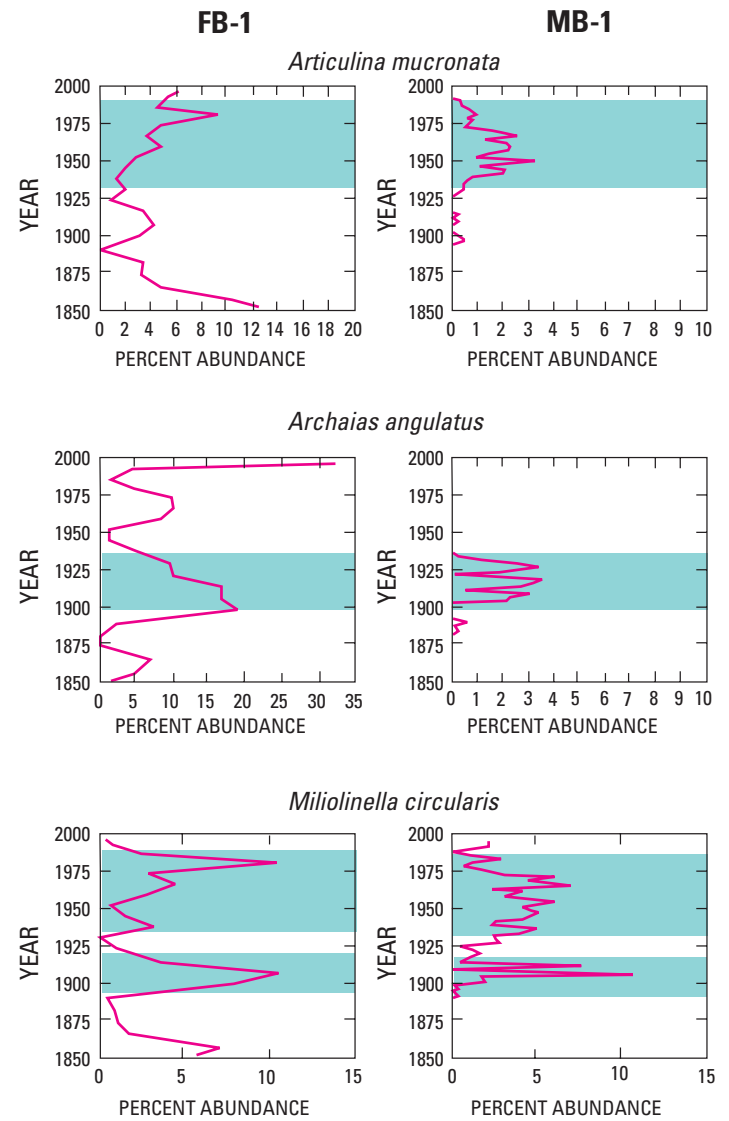 FB-1 MB-1
Articulina mucronata
2000 2000
1975 1975
1950 1950
YEAR YEAR
1925 1925
1900 1900
1875 1875
1850 1850
0 2 4 6 8 10 12 14 16 18 20 0 1 2 3 4 5 6 7 8 9 10
PERCENT ABUNDANCE PERCENT ABUNDANCE
Archaias angulatus
2000 2000
1975 1975
1950 1950
YEAR YEAR
1925 1925
1900 1900
1875 1875
1850 1850
0 5 10 15 20 25 30 35 0 1 2 3 4 5 6 7 8 9 10
PERCENT ABUNDANCE PERCENT ABUNDANCE
Miliolinella circularis
2000 2000
1975 1975
1950 1950
YEAR YEAR
1925 1925
1900 1900
1875 1875
1850 1850
0 5 10 15 0 5 10 15
PERCENT ABUNDANCE PERCENT ABUNDANCE